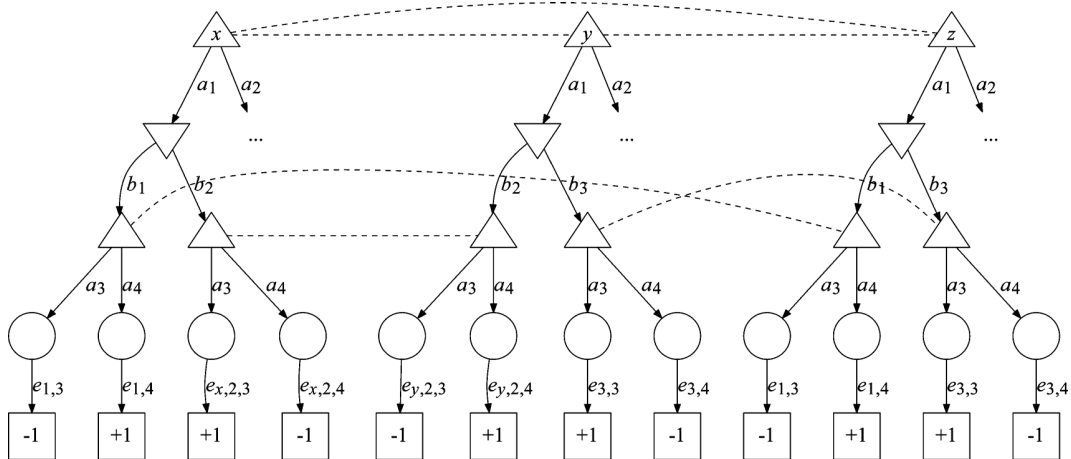 x y z
a1 a2 a1 a2 a1 a2
... ... ...
b1 b2 b2 b3 b1 b3
a3 a4 a3 a4 a3 a4 a3 a4 a3 a4 a3 a4
e1,3 e1,4 ex,2,3 ex,2,4 ey,2,3 ey,2,4 e3,3 e3,4 e1,3 e1,4 e3,3 e3,4
-1 +1 +1 -1 -1 +1 +1 -1 -1 +1 +1 -1